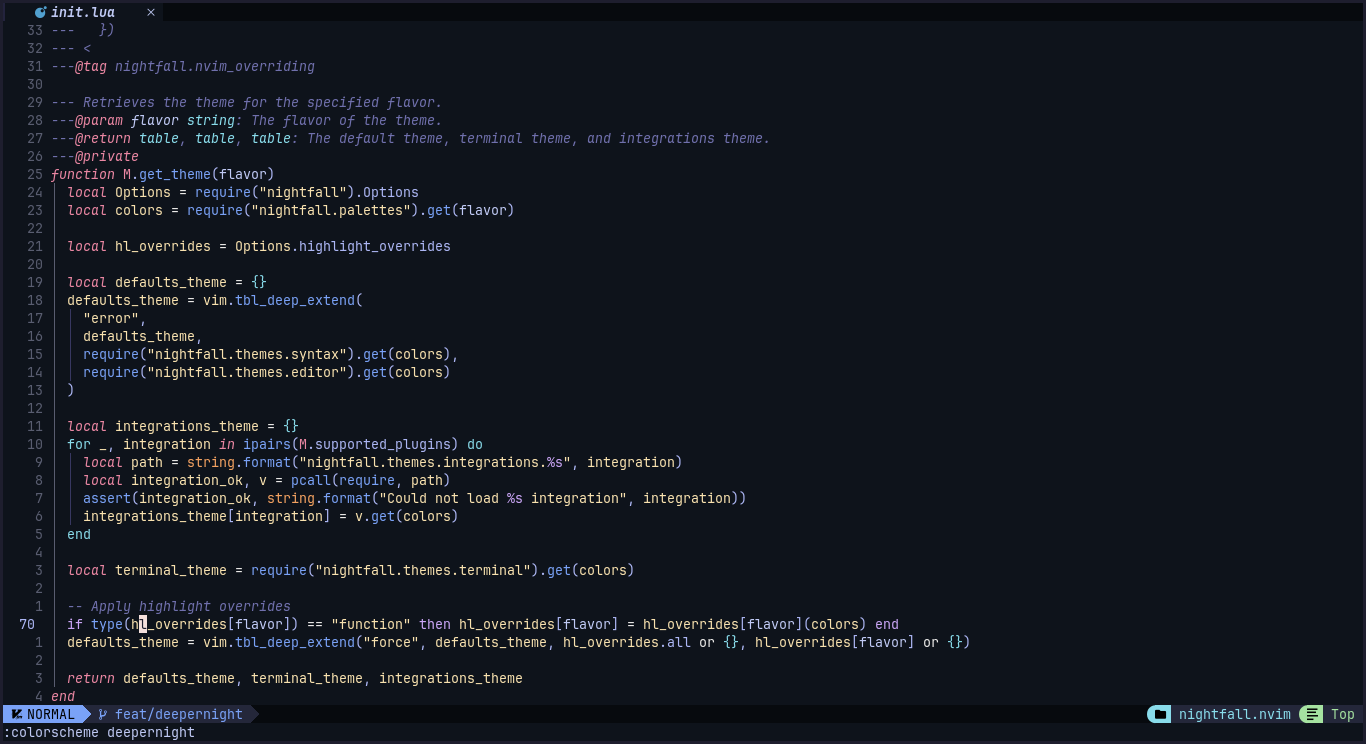 init.lua ×
33 ---   })
32 --- <
31 ---@tag nightfall.nvim_overriding
30
29 --- Retrieves the theme for the specified flavor.
28 ---@param flavor string: The flavor of the theme.
27 ---@return table, table, table: The default theme, terminal theme, and integrations theme.
26 ---@private
25 function M.get_theme(flavor)
24   local Options = require("nightfall").Options
23   local colors = require("nightfall.palettes").get(flavor)
22
21   local hl_overrides = Options.highlight_overrides
20
19   local defaults_theme = {}
18   defaults_theme = vim.tbl_deep_extend(
17     "error",
16     defaults_theme,
15     require("nightfall.themes.syntax").get(colors),
14     require("nightfall.themes.editor").get(colors)
13   )
12
11   local integrations_theme = {}
10   for _, integration in ipairs(M.supported_plugins) do
9     local path = string.format("nightfall.themes.integrations.%s", integration)
8     local integration_ok, v = pcall(require, path)
7     assert(integration_ok, string.format("Could not load %s integration", integration))
6     integrations_theme[integration] = v.get(colors)
5   end
4
3   local terminal_theme = require("nightfall.themes.terminal").get(colors)
2
1   -- Apply highlight overrides
70   if type(hl_overrides[flavor]) == "function" then hl_overrides[flavor] = hl_overrides[flavor](colors) end
1   defaults_theme = vim.tbl_deep_extend("force", defaults_theme, hl_overrides.all or {}, hl_overrides[flavor] or {})
2
3   return defaults_theme, terminal_theme, integrations_theme
4 end
NORMAL feat/deepernight nightfall.nvim Top
:colorscheme deepernight